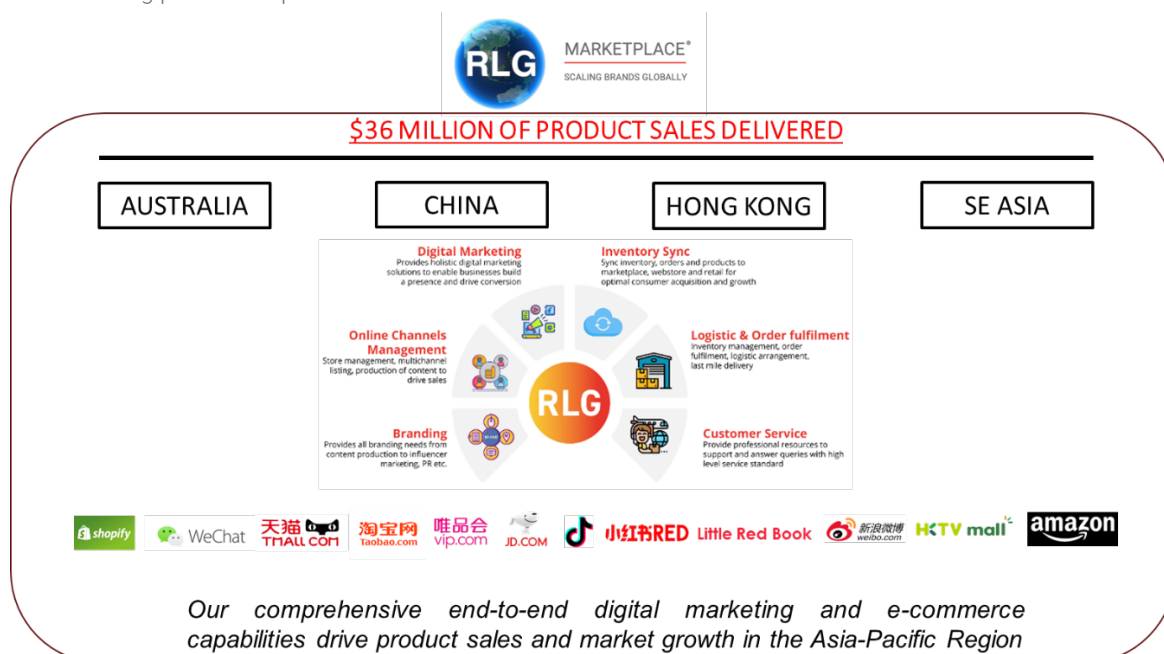 RLG
MARKETPLACE®
SCALING BRANDS GLOBALLY
$36 MILLION OF PRODUCT SALES DELIVERED
AUSTRALIA
CHINA
HONG KONG
SE ASIA
Digital Marketing
Provides holistic digital marketing
solutions to enable businesses build
a presence and drive conversion
Inventory Sync
Sync inventory, orders and products to
marketplace, webstore and retail for
optimal consumer acquisition and growth
Online Channels
Management
Store management, multichannel
listing, production of content to
drive sales
Logistic & Order fulfilment
Inventory management, order
fulfilment, logistic arrangement,
last mile delivery
RLG
Branding
Provides all branding needs from
content production to influencer
marketing, PR etc.
Customer Service
Provide professional resources to
support and answer queries with high
level service standard
shopify
WeChat
天猫
TMALL.COM
淘宝网
Taobao.com
唯品会
vip.com
JD.COM
小红书RED
Little Red Book
新浪微博
weibo.com
HKTV mall
amazon
Our comprehensive end-to-end digital marketing and e-commerce
capabilities drive product sales and market growth in the Asia-Pacific Region